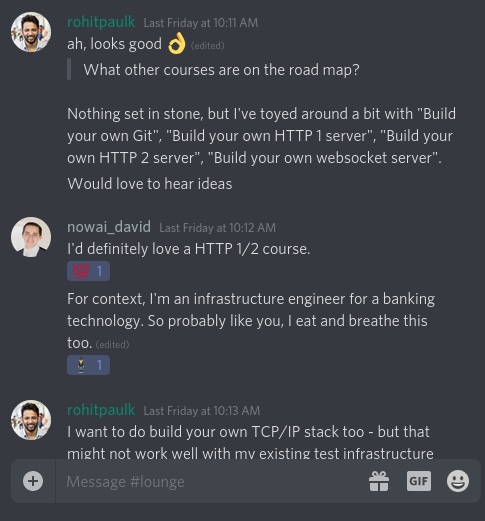 rohitpaulk Last Friday at 10:11 AM
ah, looks good 👌 (edited)
What other courses are on the road map?
Nothing set in stone, but I've toyed around a bit with "Build
your own Git", "Build your own HTTP 1 server", "Build your
own HTTP 2 server", "Build your own websocket server".
Would love to hear ideas
nowai_david Last Friday at 10:12 AM
I'd definitely love a HTTP 1/2 course.
💯 1
For context, I'm an infrastructure engineer for a banking
technology. So probably like you, I eat and breathe this
too. (edited)
1
rohitpaulk Last Friday at 10:13 AM
I want to do build your own TCP/IP stack too - but that
might not work well with my existing test infrastructure
Message #lounge
GIF